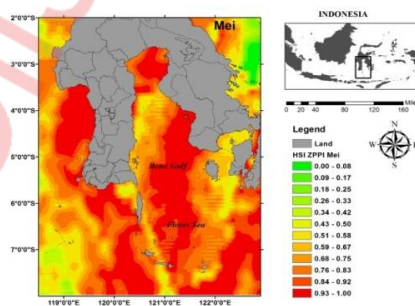 Mei
2°0'0"S
3°0'0"S
4°0'0"S
5°0'0"S
6°0'0"S
7°0'0"S
Bone Gulf
Flores Sea
119°0'0"E
120°0'0"E
121°0'0"E
122°0'0"E
INDONESIA
0 20 40 80 120 160
Legend
Land
HSI ZPPI Mei
0.00 - 0.08
0.09 - 0.17
0.18 - 0.25
0.26 - 0.33
0.34 - 0.42
0.43 - 0.50
0.51 - 0.58
0.59 - 0.67
0.68 - 0.75
0.76 - 0.83
0.84 - 0.92
0.93 - 1.00
N
W
S